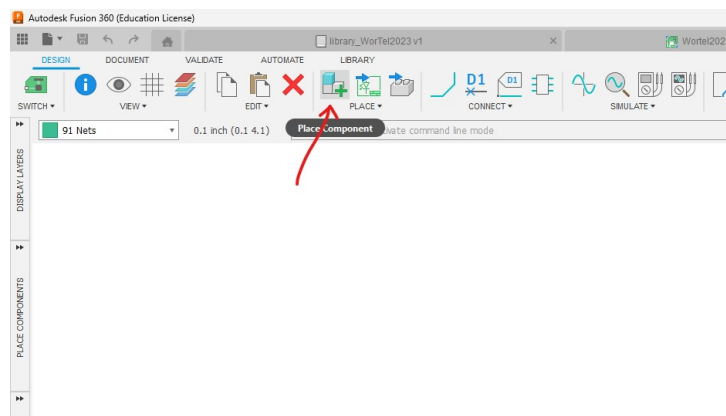 Autodesk Fusion 360 (Education License)
library_WorTel2023 v1
Wortel202
DESIGN DOCUMENT VALIDATE AUTOMATE LIBRARY
D1 D1
SWITCH VIEW EDIT PLACE CONNECT SIMULATE
91 Nets 0.1 inch (0.1 4.1) Place Component ivate command line mode
DISPLAY LAYERS
PLACE COMPONENTS